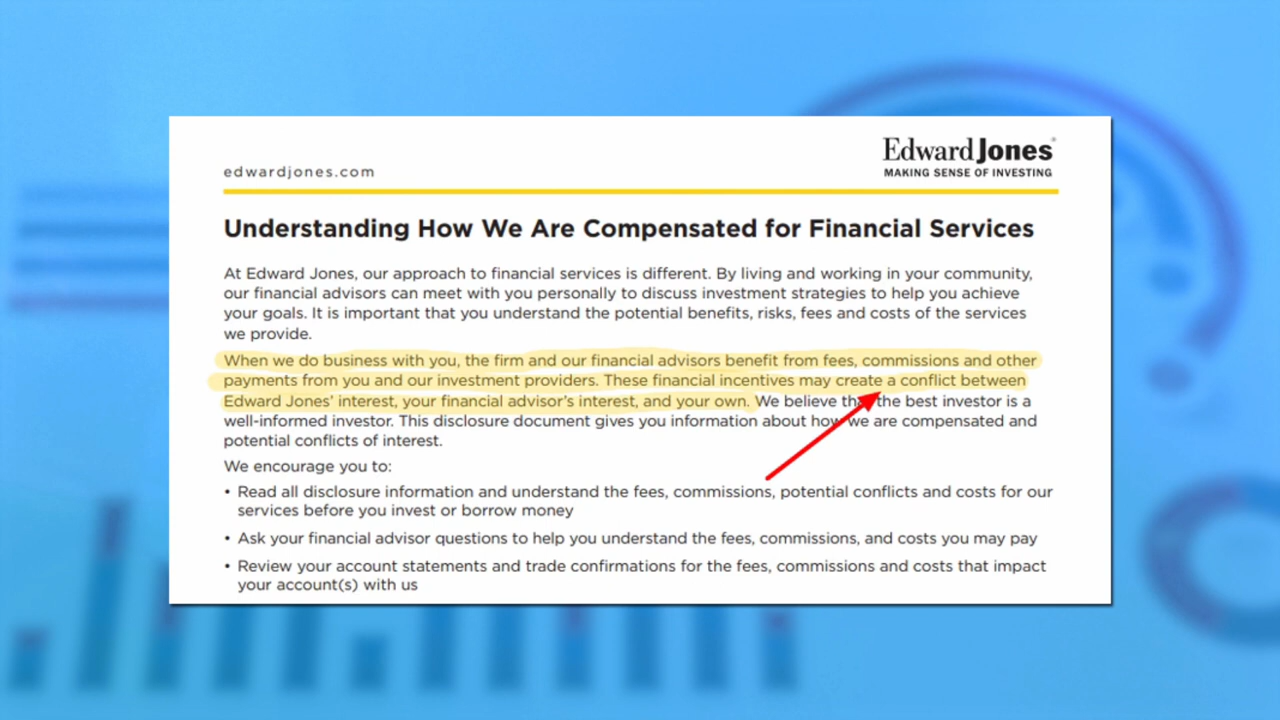 edwardjones.com
Edward Jones®
MAKING SENSE OF INVESTING
Understanding How We Are Compensated for Financial Services
At Edward Jones, our approach to financial services is different. By living and working in your community,
our financial advisors can meet with you personally to discuss investment strategies to help you achieve
your goals. It is important that you understand the potential benefits, risks, fees and costs of the services
we provide.
When we do business with you, the firm and our financial advisors benefit from fees, commissions and other
payments from you and our investment providers. These financial incentives may create a conflict between
Edward Jones' interest, your financial advisor's interest, and your own. We believe that the best investor is a
well-informed investor. This disclosure document gives you information about how we are compensated and
potential conflicts of interest.
We encourage you to:
• Read all disclosure information and understand the fees, commissions, potential conflicts and costs for our
services before you invest or borrow money
• Ask your financial advisor questions to help you understand the fees, commissions, and costs you may pay
• Review your account statements and trade confirmations for the fees, commissions and costs that impact
your account(s) with us